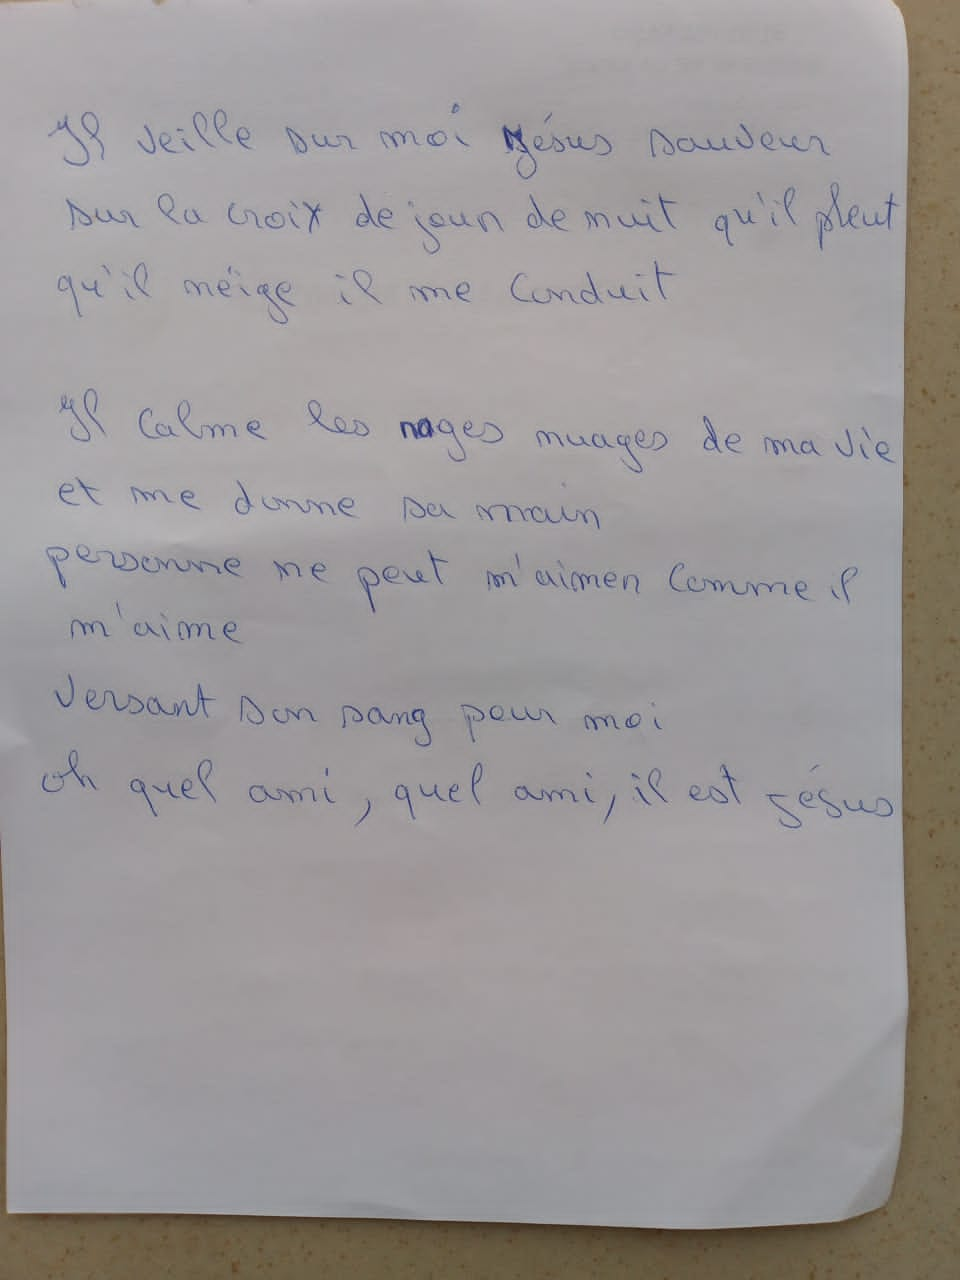 Il veille sur moi Jésus sauveur
sur la croix de jour de nuit qu'il pleut
qu'il néige il me conduit
Il calme les nages nuages de ma vie
et me donne sa main
personne ne peut m'aimer comme il
m'aime
versant son sang pour moi
oh quel ami, quel ami, il est Jésus